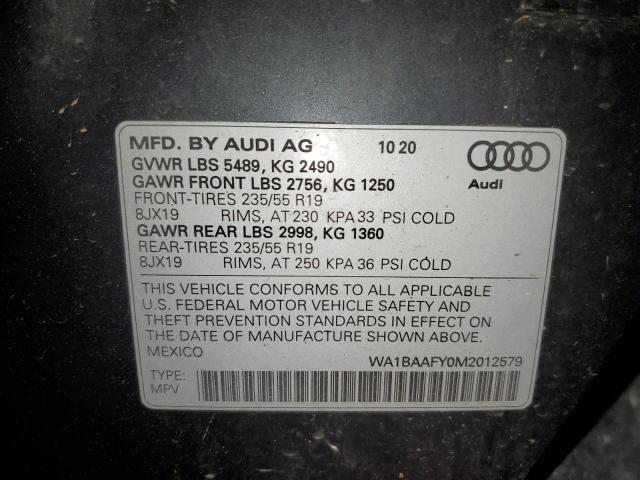 MFD. BY AUDI AG 10 20
GVWR LBS 5489, KG 2490
GAWR FRONT LBS 2756, KG 1250
FRONT-TIRES 235/55 R19
8JX19 RIMS, AT 230 KPA 33 PSI COLD
GAWR REAR LBS 2998, KG 1360
REAR-TIRES 235/55 R19
8JX19 RIMS, AT 250 KPA 36 PSI COLD
Audi
THIS VEHICLE CONFORMS TO ALL APPLICABLE
U.S. FEDERAL MOTOR VEHICLE SAFETY AND
THEFT PREVENTION STANDARDS IN EFFECT ON
THE DATE OF MANUFACTURE SHOWN ABOVE.
MEXICO
WA1BAAFY0M2012579
TYPE:
MPV